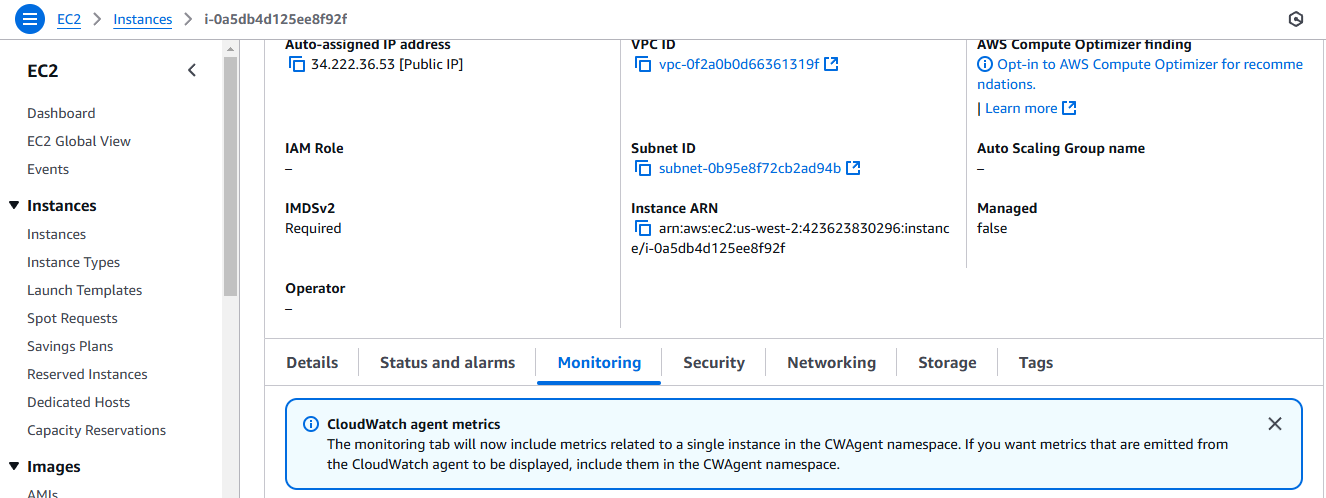 EC2 > Instances > i-0a5db4d125ee8f92f
EC2
Dashboard
EC2 Global View
Events
Instances
Instances
Instance Types
Launch Templates
Spot Requests
Savings Plans
Reserved Instances
Dedicated Hosts
Capacity Reservations
Images
AMIs
Auto-assigned IP address
34.222.36.53 [Public IP]
VPC ID
vpc-0f2a0b0d66361319f
AWS Compute Optimizer finding
Opt-in to AWS Compute Optimizer for recomme
ndations.
| Learn more
IAM Role
–
Subnet ID
subnet-0b95e8f72cb2ad94b
Auto Scaling Group name
–
IMDSv2
Required
Instance ARN
arn:aws:ec2:us-west-2:423623830296:instanc
e/i-0a5db4d125ee8f92f
Managed
false
Operator
–
Details
Status and alarms
Monitoring
Security
Networking
Storage
Tags
CloudWatch agent metrics
The monitoring tab will now include metrics related to a single instance in the CWAgent namespace. If you want metrics that are emitted from
the CloudWatch agent to be displayed, include them in the CWAgent namespace.